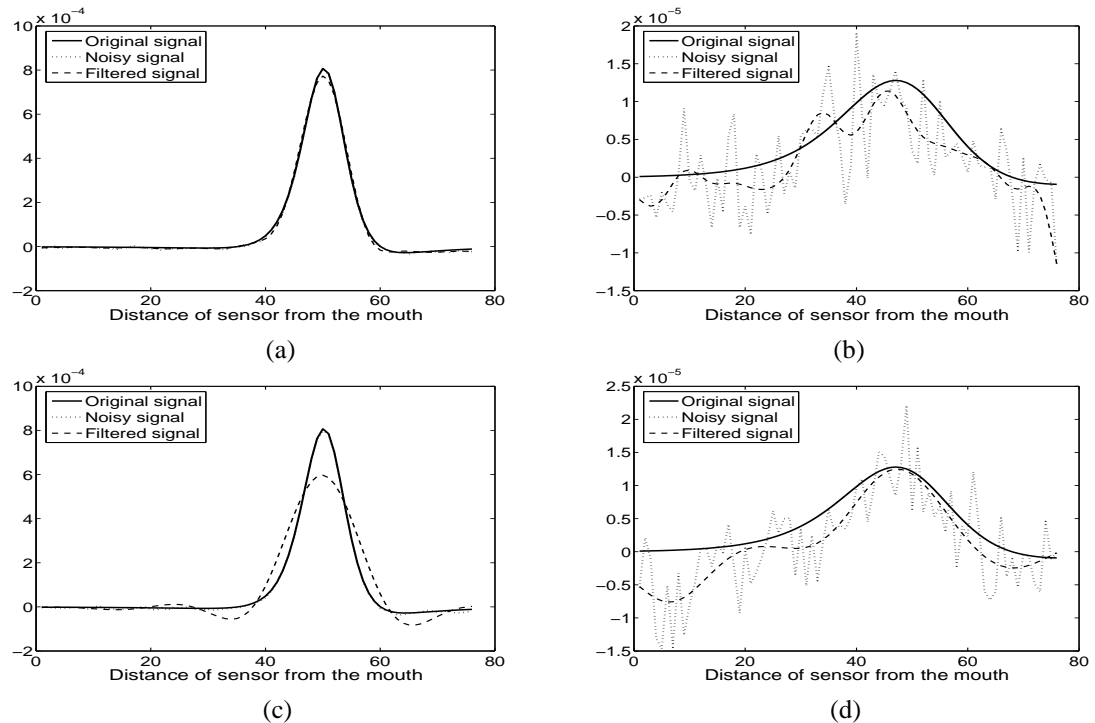 x 10⁻⁴
10
8
6
4
2
0
−2
0
20
40
60
80
Original signal
Noisy signal
Filtered signal
Distance of sensor from the mouth
(a)
x 10⁻⁵
2
1.5
1
0.5
0
−0.5
−1
−1.5
0
20
40
60
80
Original signal
Noisy signal
Filtered signal
Distance of sensor from the mouth
(b)
x 10⁻⁴
10
8
6
4
2
0
−2
0
20
40
60
80
Original signal
Noisy signal
Filtered signal
Distance of sensor from the mouth
(c)
x 10⁻⁵
2.5
2
1.5
1
0.5
0
−0.5
−1
−1.5
0
20
40
60
80
Original signal
Noisy signal
Filtered signal
Distance of sensor from the mouth
(d)